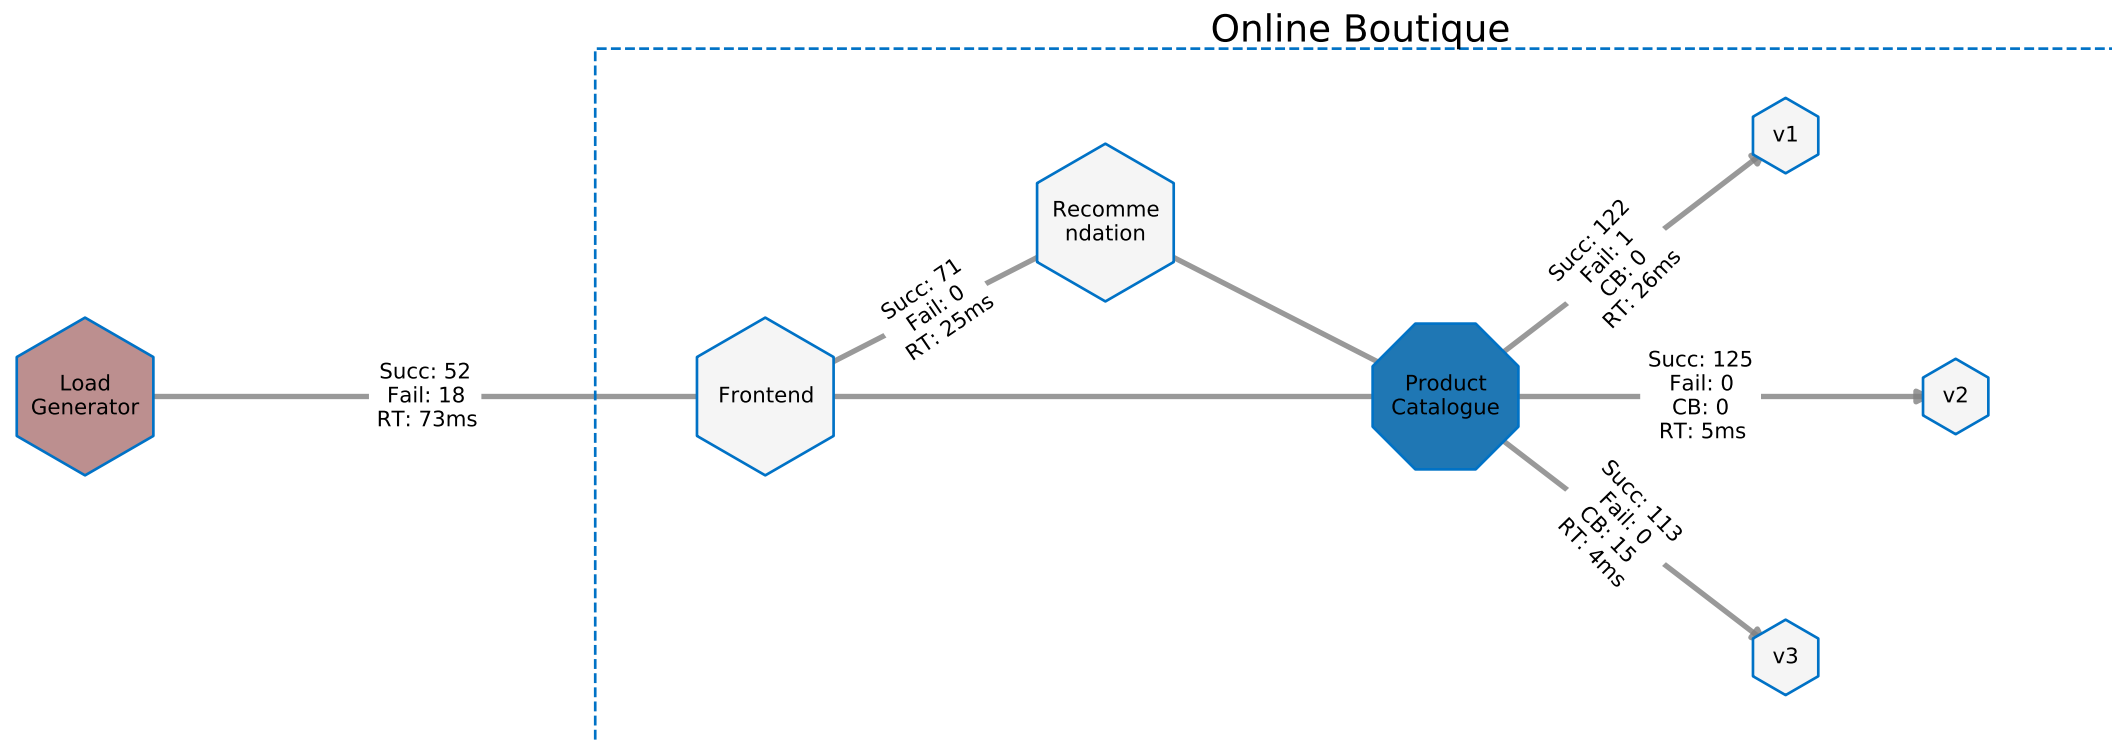 Online Boutique
Load
Generator
Succ: 52
Fail: 18
RT: 73ms
Frontend
Succ: 71
Fail: 0
RT: 25ms
Recomme
ndation
Product
Catalogue
Succ: 122
Fail: 1
CB: 0
RT: 26ms
v1
Succ: 125
Fail: 0
CB: 0
RT: 5ms
v2
Succ: 113
Fail: 0
CB: 15
RT: 4ms
v3